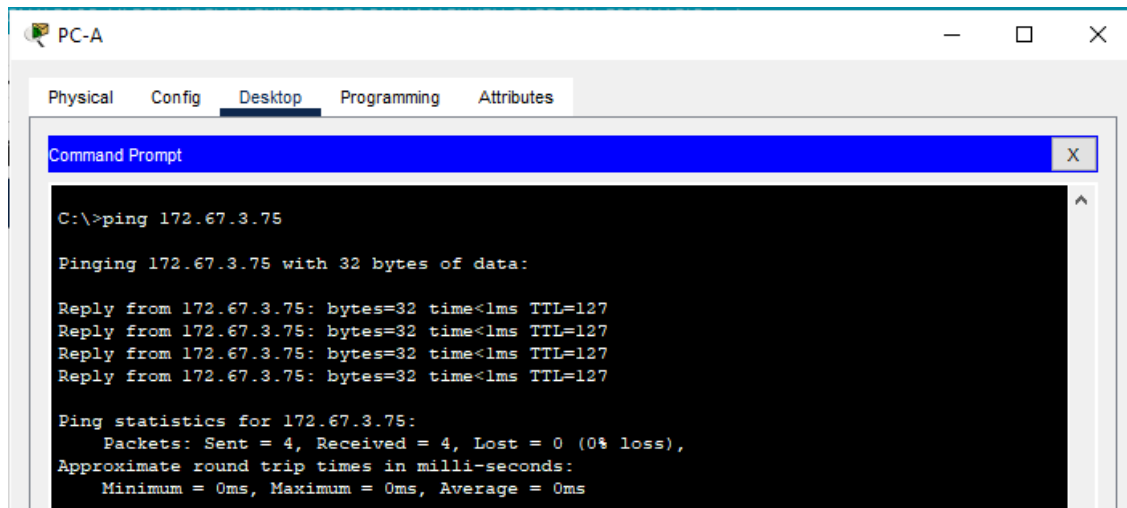 PC-A
Physical Config Desktop Programming Attributes
Command Prompt X
C:\>ping 172.67.3.75
Pinging 172.67.3.75 with 32 bytes of data:
Reply from 172.67.3.75: bytes=32 time<1ms TTL=127
Reply from 172.67.3.75: bytes=32 time<1ms TTL=127
Reply from 172.67.3.75: bytes=32 time<1ms TTL=127
Reply from 172.67.3.75: bytes=32 time<1ms TTL=127
Ping statistics for 172.67.3.75:
Packets: Sent = 4, Received = 4, Lost = 0 (0% loss),
Approximate round trip times in milli-seconds:
Minimum = 0ms, Maximum = 0ms, Average = 0ms